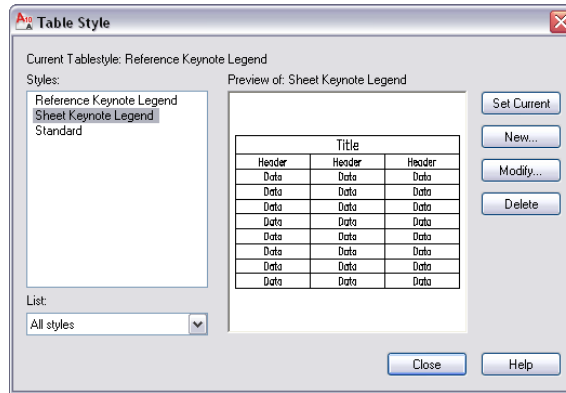 Table Style
Current Tablestyle: Reference Keynote Legend
Styles:
Reference Keynote Legend
Sheet Keynote Legend
Standard
List:
All styles
Preview of: Sheet Keynote Legend
Title
Header Header Header
Data Data Data
Data Data Data
Data Data Data
Data Data Data
Data Data Data
Data Data Data
Data Data Data
Data Data Data
Set Current
New...
Modify...
Delete
Close
Help